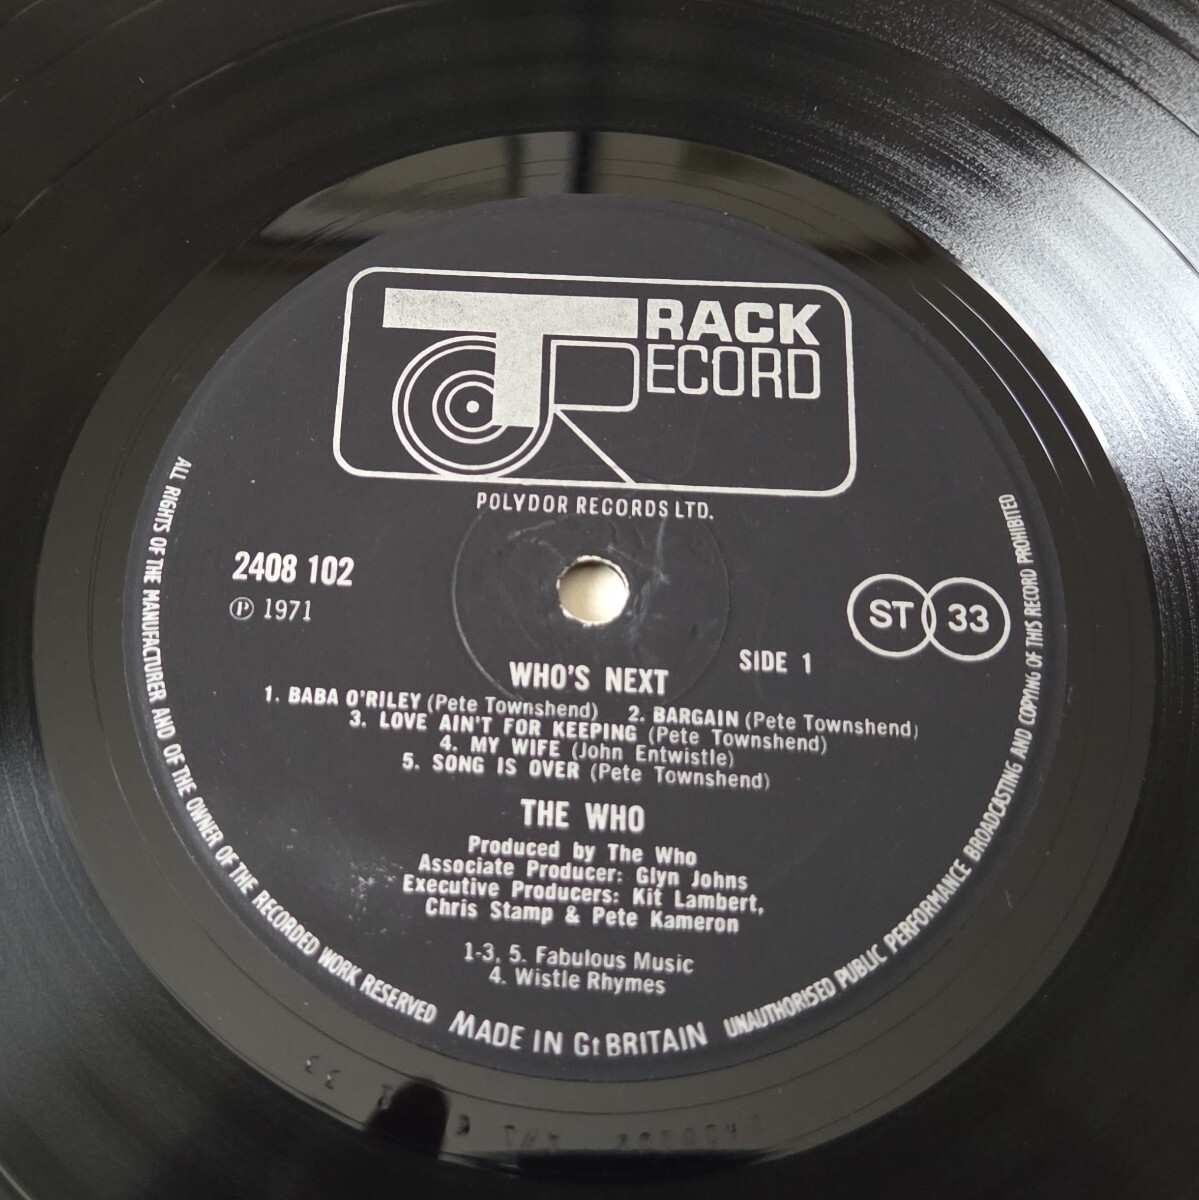 TRACK
RECORD
POLYDOR RECORDS LTD.
2408 102
Ⓟ 1971
ST 33
SIDE 1
WHO'S NEXT
1. BABA O'RILEY (Pete Townshend) 2. BARGAIN (Pete Townshend)
3. LOVE AIN'T FOR KEEPING (Pete Townshend)
4. MY WIFE (John Entwistle)
5. SONG IS OVER (Pete Townshend)
THE WHO
Produced by The Who
Associate Producer: Glyn Johns
Executive Producers: Kit Lambert,
Chris Stamp & Pete Kameron
1-3, 5. Fabulous Music
4. Wistle Rhymes
ALL RIGHTS OF THE MANUFACTURER AND OF THE OWNER OF THE RECORDED WORK RESERVED
MADE IN Gt BRITAIN
UNAUTHORISED PUBLIC PERFORMANCE BROADCASTING AND COPYING OF THIS RECORD PROHIBITED